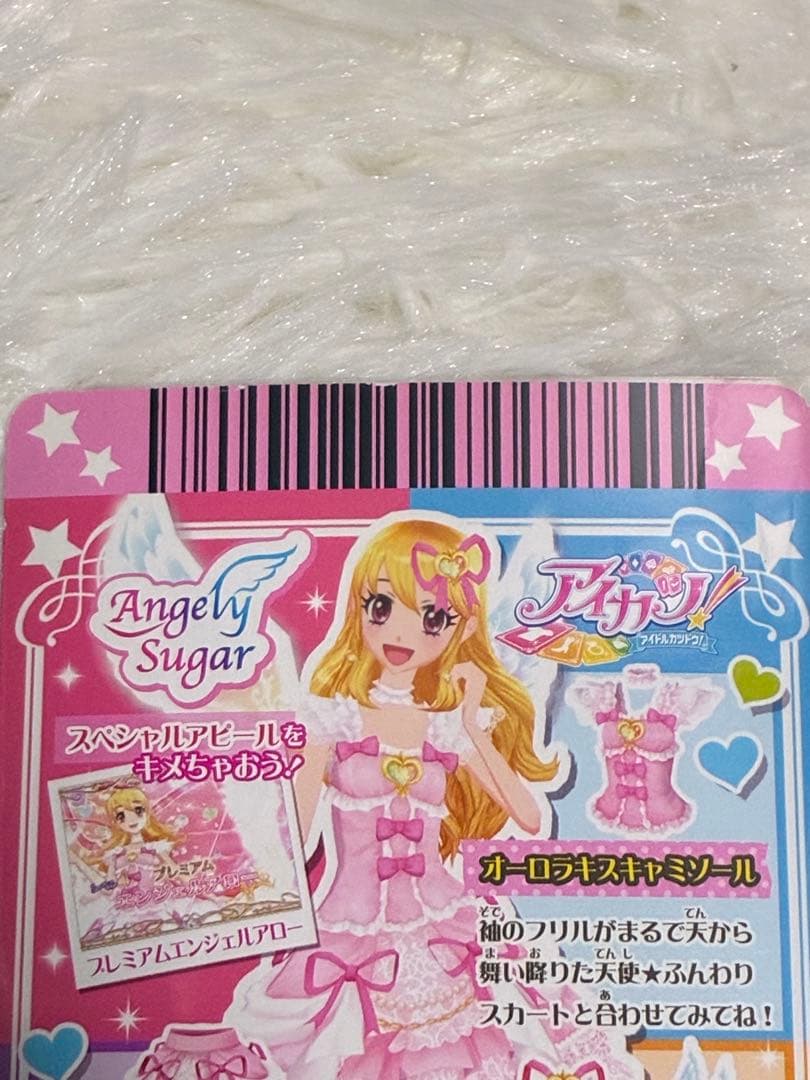 Angely
Sugar
アイカツ!
アイドルカツドウ!
スペシャルアピールを
キメちゃおう!
プレミアム
プレミアムエンジェルアロー
オーロラキスキャミソール
袖のフリルがまるで天から
舞い降りた天使★ふんわり
スカートと合わせてみてね!